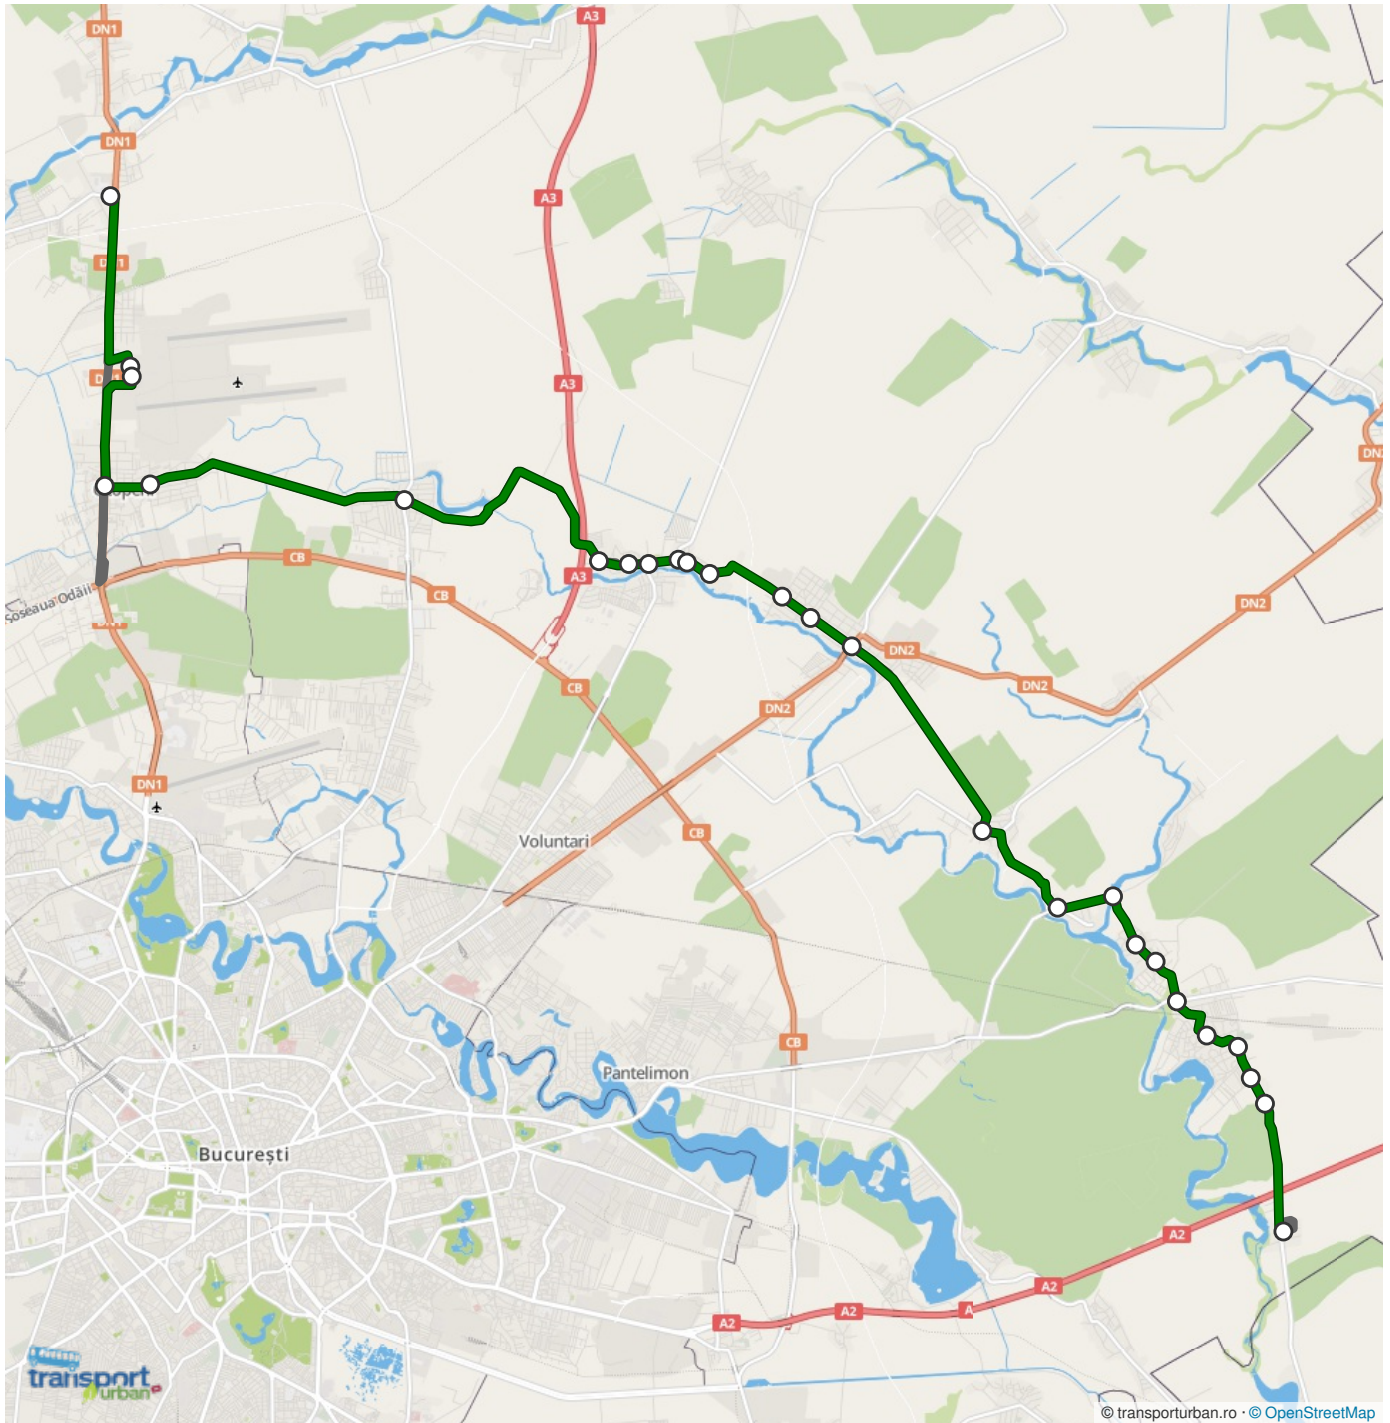 DN1
A3
DN1
A3
A3
DN
CB
A3
CB
Șoseaua Odăii
DN2
DN2
DN2
CB
DN2
DN1
CB
Voluntari
CB
Pantelimon
București
A2
A2
A2
A
A2
transport
urban
© transporturban.ro · © OpenStreetMap